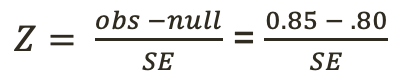 Z = obs −null / SE = 0.85 − .80 / SE